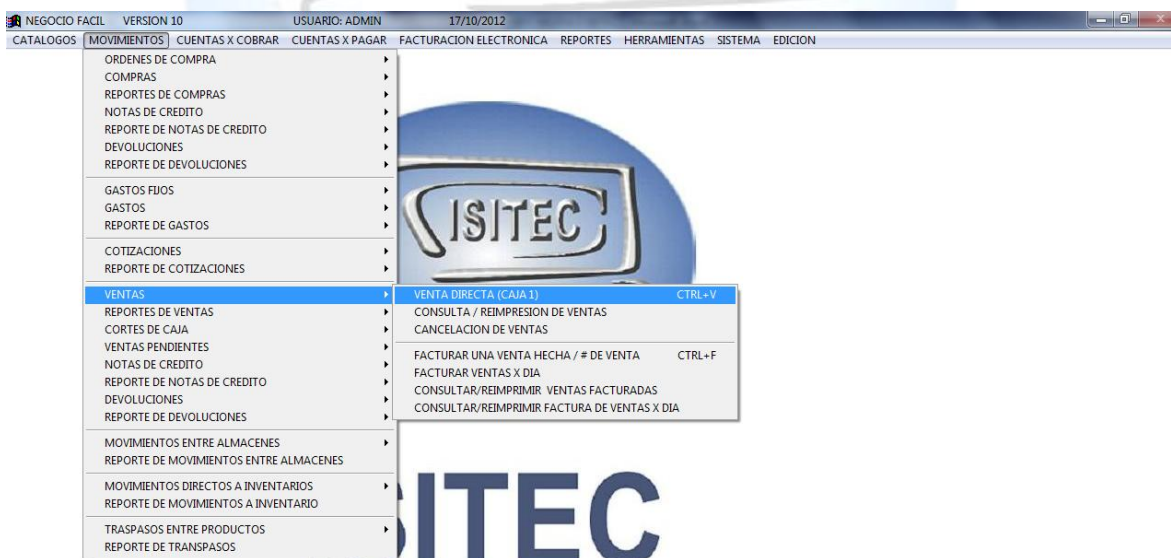 NEGOCIO FACIL VERSION 10 USUARIO: ADMIN 17/10/2012
CATALOGOS MOVIMIENTOS CUENTAS X COBRAR CUENTAS X PAGAR FACTURACION ELECTRONICA REPORTES HERRAMIENTAS SISTEMA EDICION
ORDENES DE COMPRA
COMPRAS
REPORTES DE COMPRAS
NOTAS DE CREDITO
REPORTE DE NOTAS DE CREDITO
DEVOLUCIONES
REPORTE DE DEVOLUCIONES
GASTOS FIJOS
GASTOS
REPORTE DE GASTOS
COTIZACIONES
REPORTE DE COTIZACIONES
VENTAS
REPORTES DE VENTAS
CORTES DE CAJA
VENTAS PENDIENTES
NOTAS DE CREDITO
REPORTE DE NOTAS DE CREDITO
DEVOLUCIONES
REPORTE DE DEVOLUCIONES
MOVIMIENTOS ENTRE ALMACENES
REPORTE DE MOVIMIENTOS ENTRE ALMACENES
MOVIMIENTOS DIRECTOS A INVENTARIOS
REPORTE DE MOVIMIENTOS A INVENTARIO
TRASPASOS ENTRE PRODUCTOS
REPORTE DE TRANSPASOS
VENTA DIRECTA (CAJA 1) CTRL+V
CONSULTA / REIMPRESION DE VENTAS
CANCELACION DE VENTAS
FACTURAR UNA VENTA HECHA / # DE VENTA CTRL+F
FACTURAR VENTAS X DIA
CONSULTAR/REIMPRIMIR VENTAS FACTURADAS
CONSULTAR/REIMPRIMIR FACTURA DE VENTAS X DIA
ISITEC
SITEC